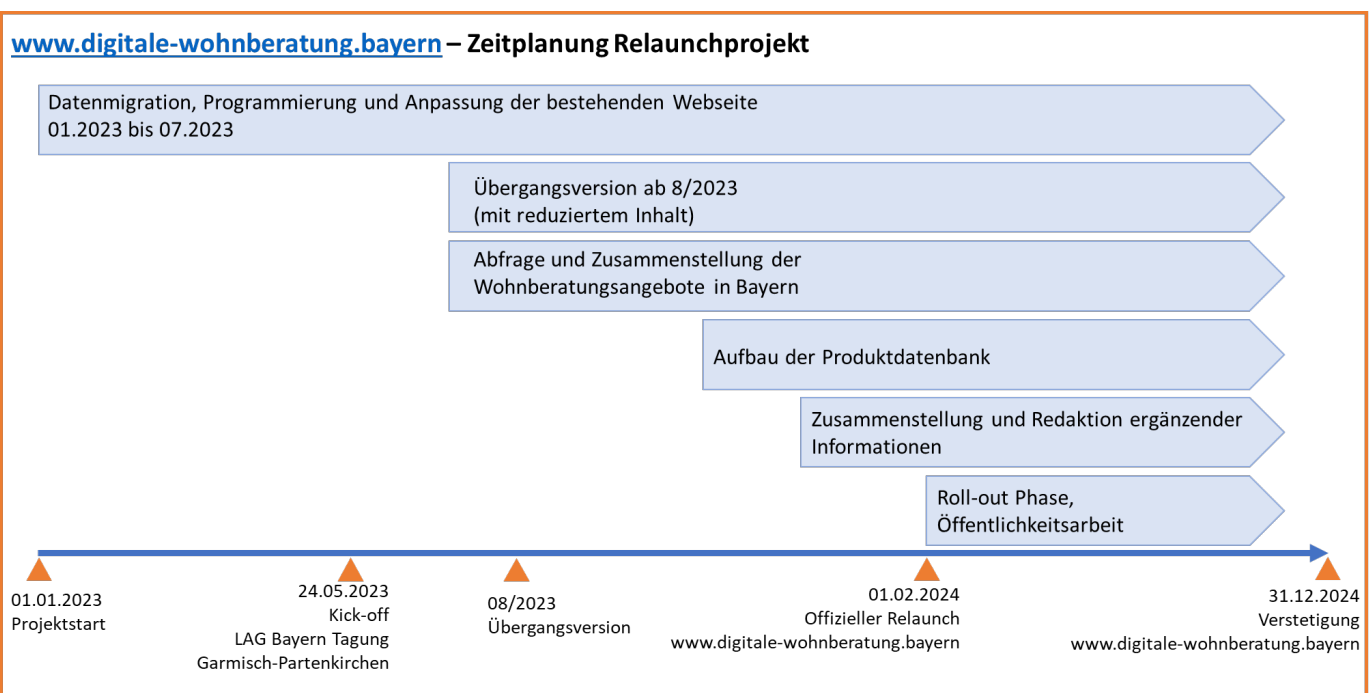 www.digitale-wohnberatung.bayern – Zeitplanung Relaunchprojekt
Datenmigration, Programmierung und Anpassung der bestehenden Webseite
01.2023 bis 07.2023
Übergangsversion ab 8/2023
(mit reduziertem Inhalt)
Abfrage und Zusammenstellung der
Wohnberatungsangebote in Bayern
Aufbau der Produktdatenbank
Zusammenstellung und Redaktion ergänzender
Informationen
Roll-out Phase,
Öffentlichkeitsarbeit
01.01.2023
Projektstart
24.05.2023
Kick-off
LAG Bayern Tagung
Garmisch-Partenkirchen
08/2023
Übergangsversion
01.02.2024
Offizieller Relaunch
www.digitale-wohnberatung.bayern
31.12.2024
Verstetigung
www.digitale-wohnberatung.bayern